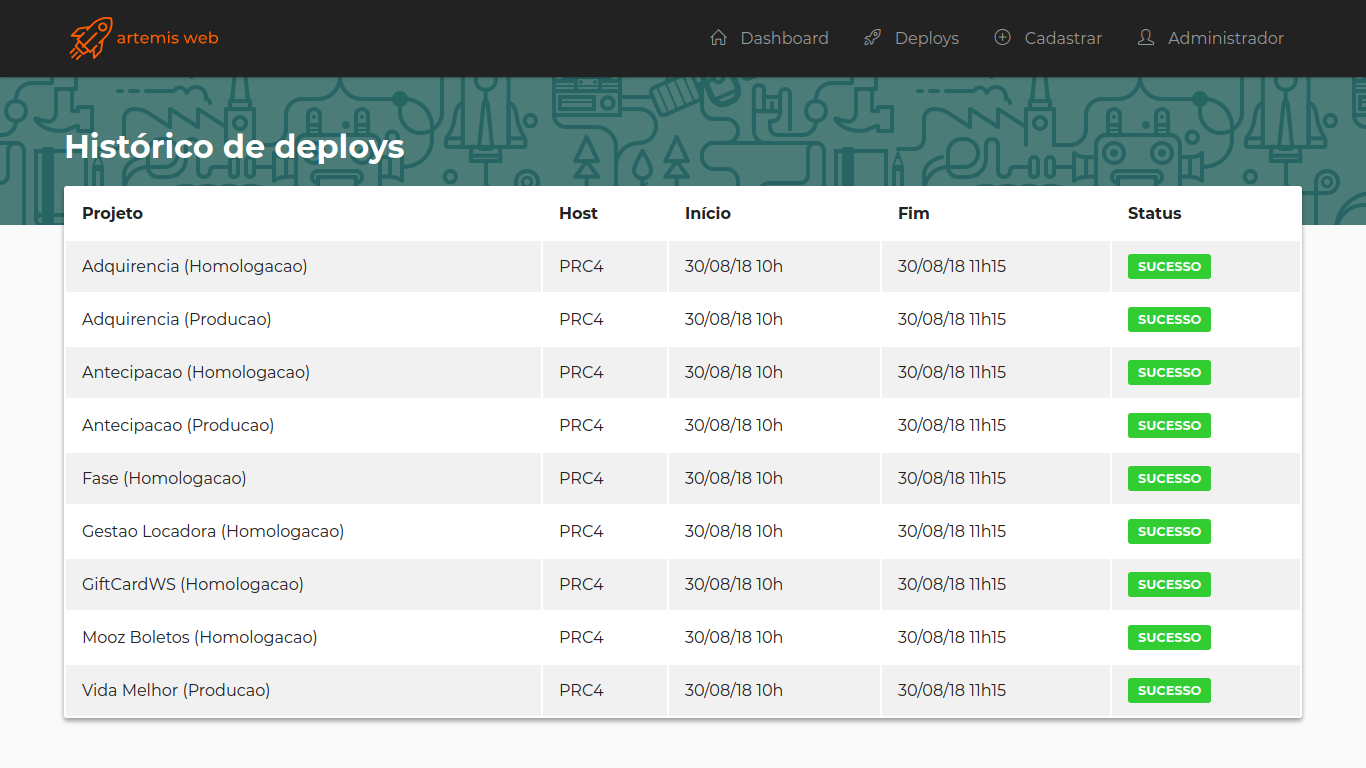 artemis web Dashboard Deploys Cadastrar Administrador
Histórico de deploys
Projeto Host Início Fim Status
Adquirencia (Homologacao) PRC4 30/08/18 10h 30/08/18 11h15 SUCESSO
Adquirencia (Producao) PRC4 30/08/18 10h 30/08/18 11h15 SUCESSO
Antecipacao (Homologacao) PRC4 30/08/18 10h 30/08/18 11h15 SUCESSO
Antecipacao (Producao) PRC4 30/08/18 10h 30/08/18 11h15 SUCESSO
Fase (Homologacao) PRC4 30/08/18 10h 30/08/18 11h15 SUCESSO
Gestao Locadora (Homologacao) PRC4 30/08/18 10h 30/08/18 11h15 SUCESSO
GiftCardWS (Homologacao) PRC4 30/08/18 10h 30/08/18 11h15 SUCESSO
Mooz Boletos (Homologacao) PRC4 30/08/18 10h 30/08/18 11h15 SUCESSO
Vida Melhor (Producao) PRC4 30/08/18 10h 30/08/18 11h15 SUCESSO